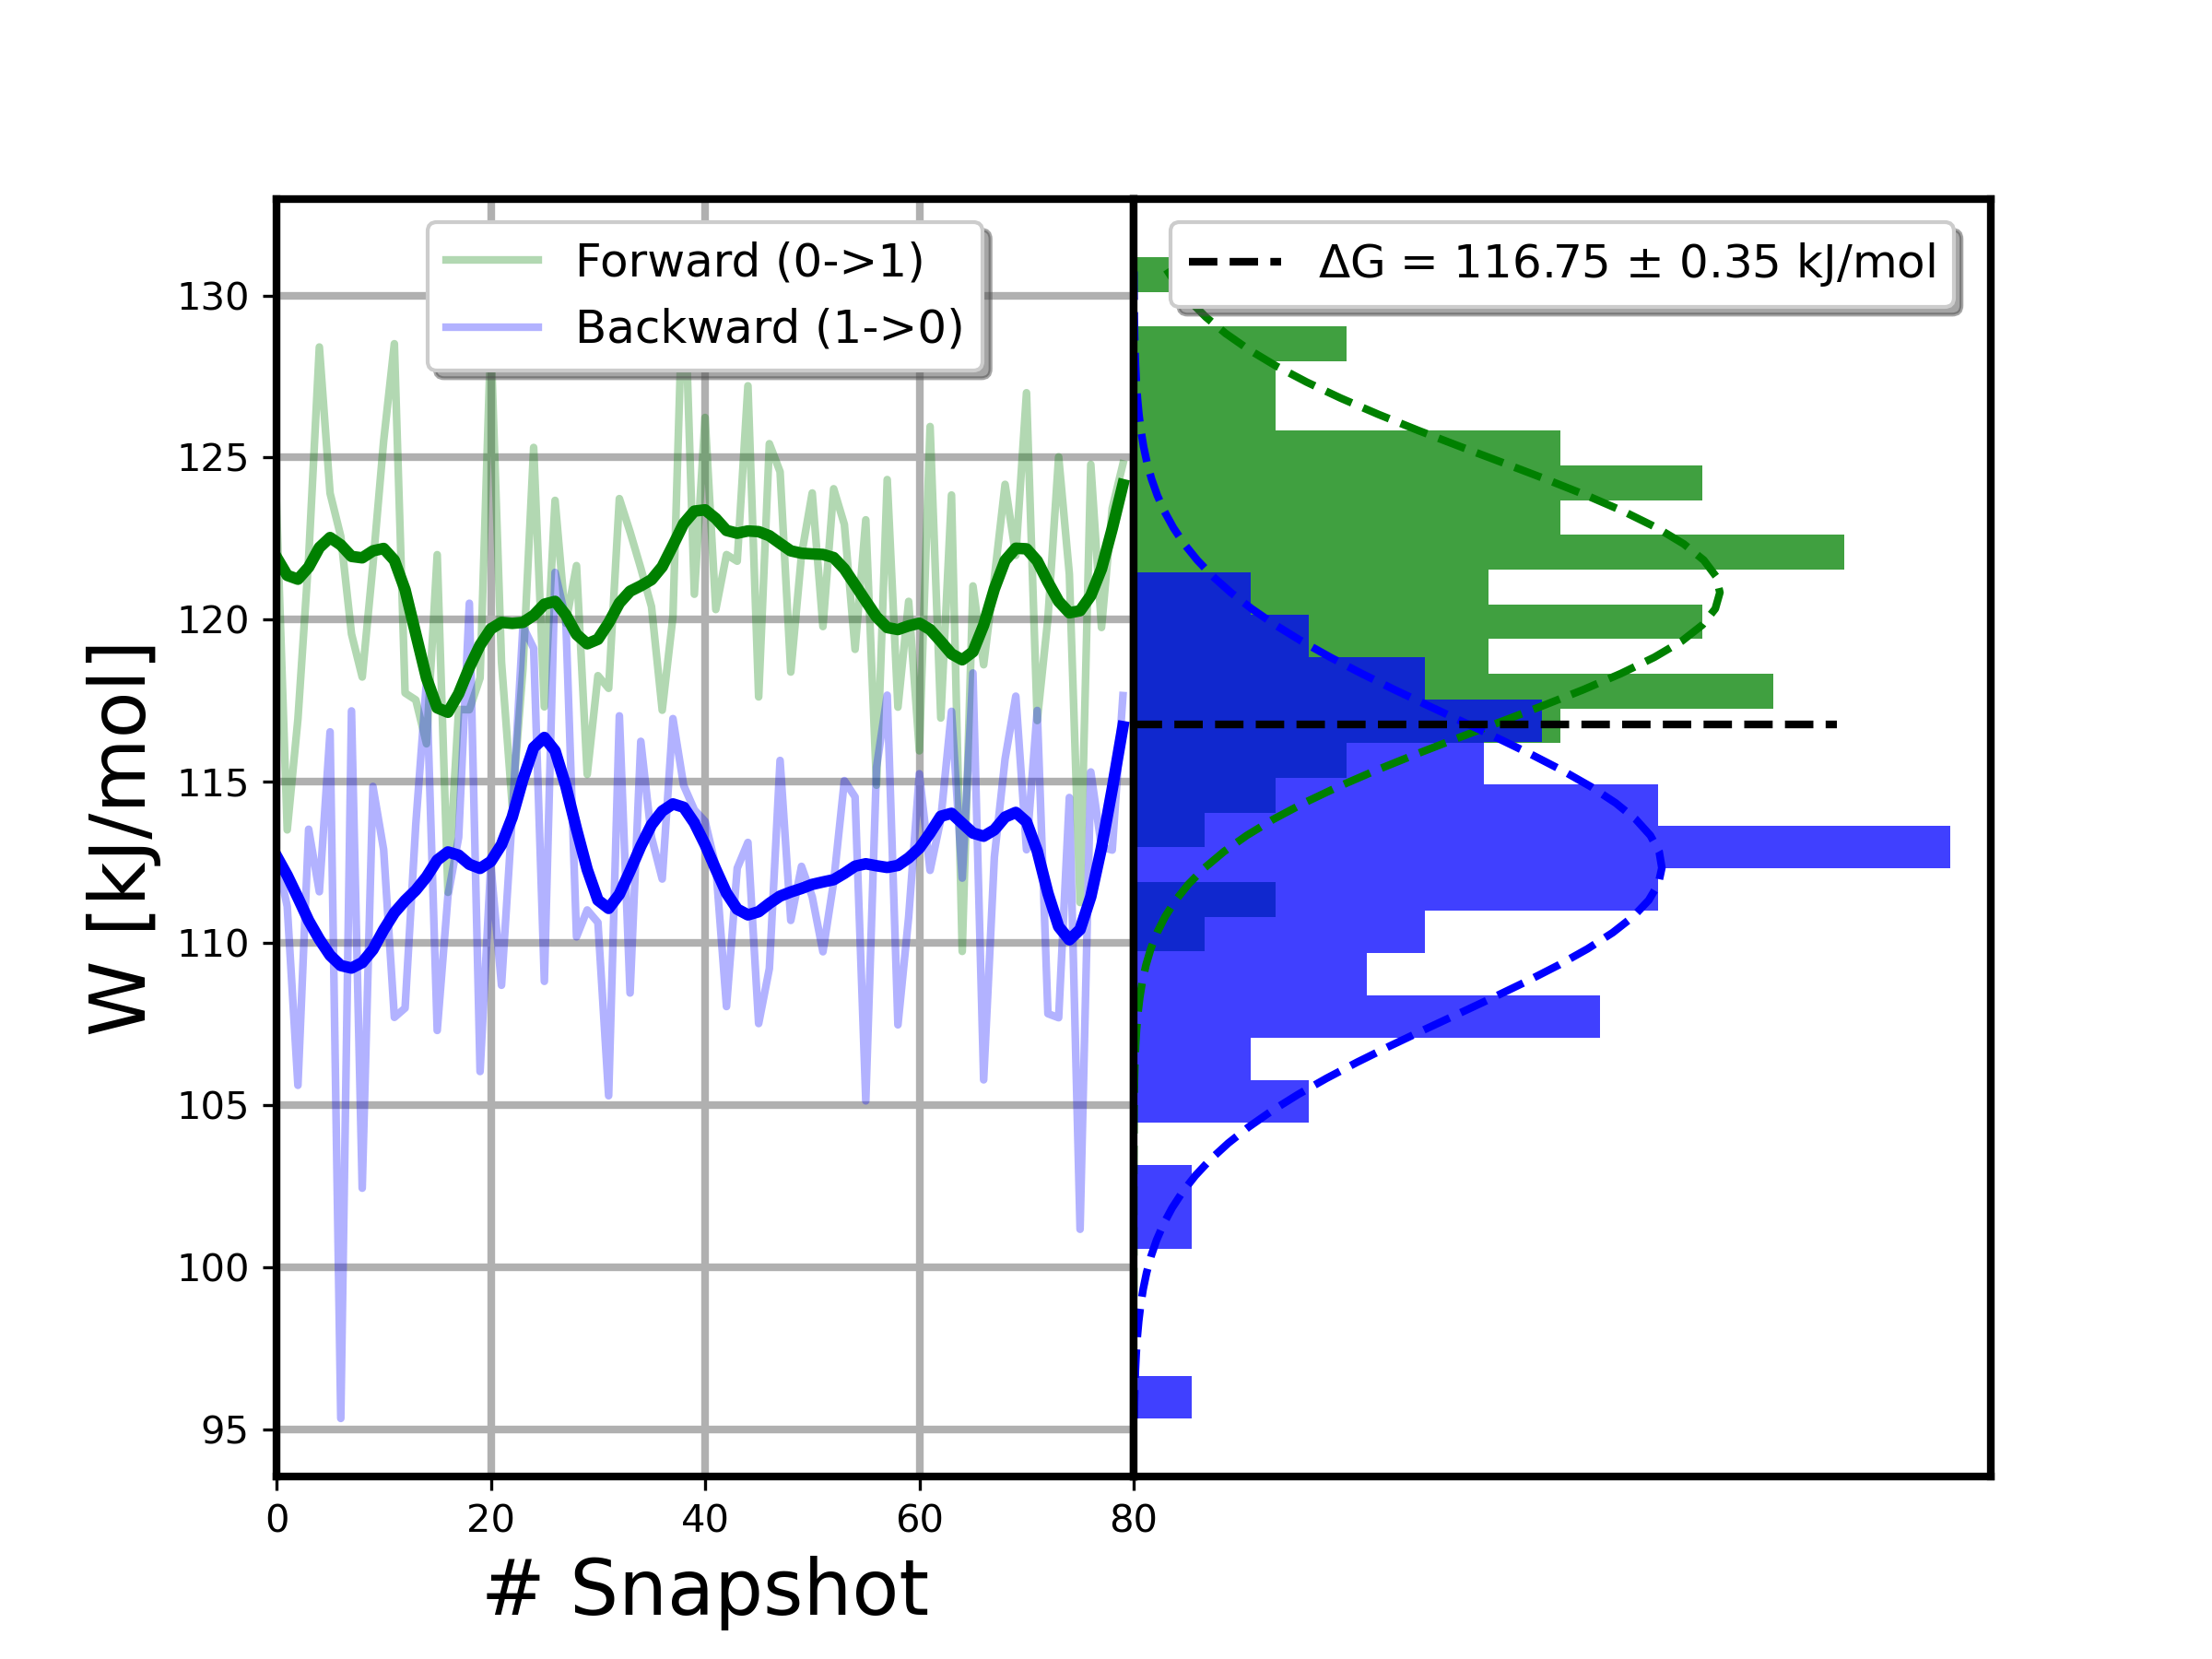 Forward (0->1)
Backward (1->0)
ΔG = 116.75 ± 0.35 kJ/mol
W [kJ/mol]
130
125
120
115
110
105
100
95
0 20 40 60 80
# Snapshot